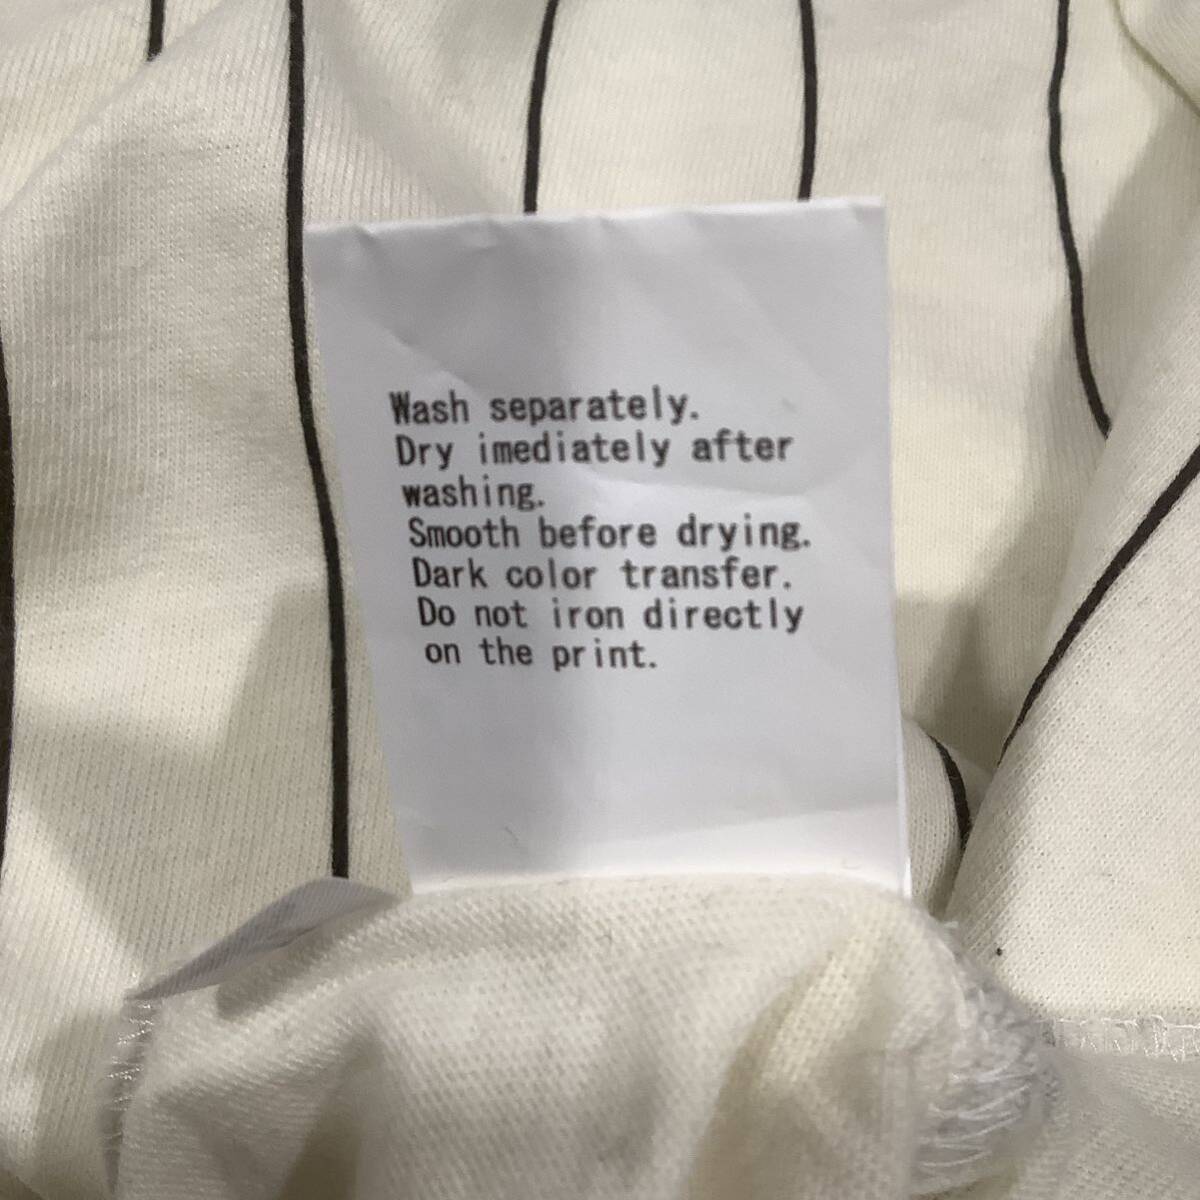 Wash separately.
Dry imediately after
washing.
Smooth before drying.
Dark color transfer.
Do not iron directly
on the print.